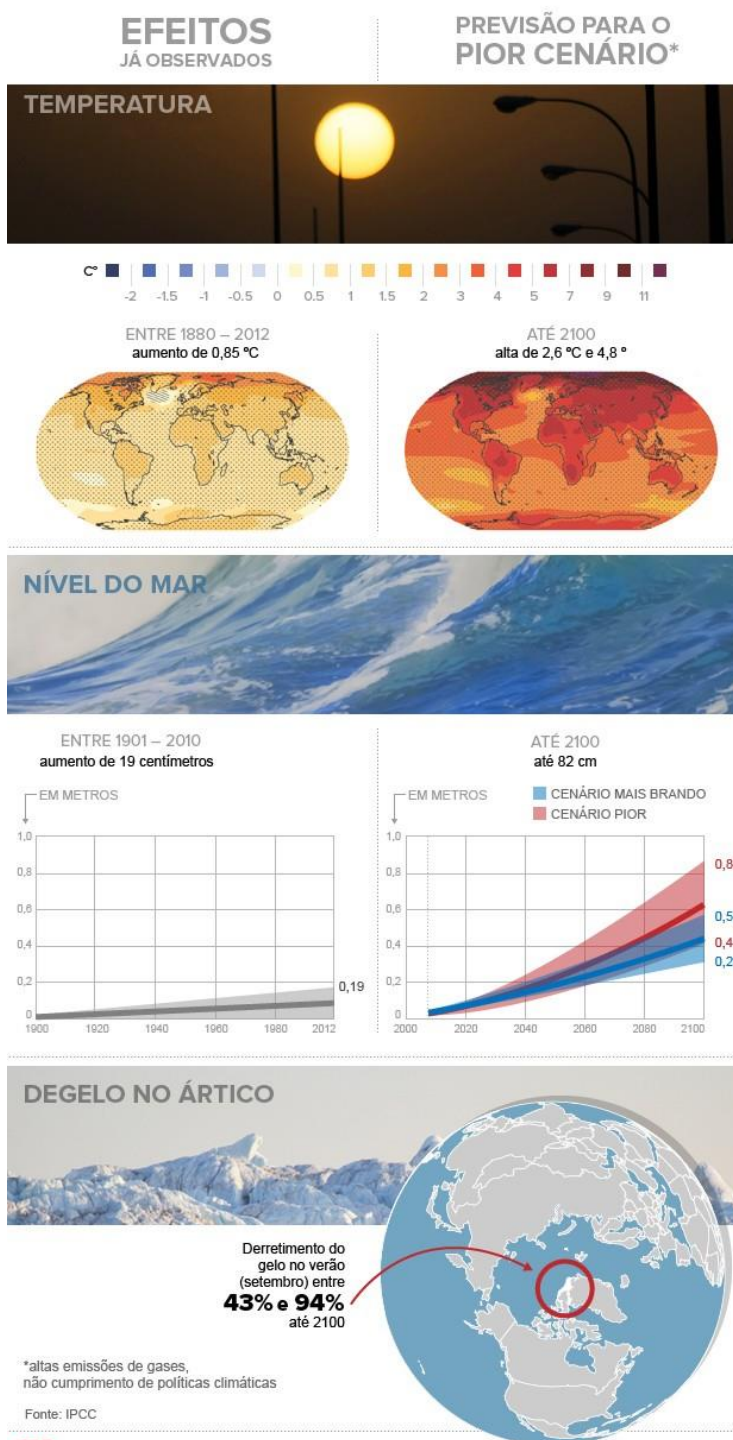 EFEITOS
JÁ OBSERVADOS
PREVISÃO PARA O
PIOR CENÁRIO*
TEMPERATURA
Cº
-2 -1.5 -1 -0.5 0 0.5 1 1.5 2 3 4 5 7 9 11
ENTRE 1880 – 2012
aumento de 0,85 ºC
ATÉ 2100
alta de 2,6 ºC e 4,8 º
NÍVEL DO MAR
ENTRE 1901 – 2010
aumento de 19 centímetros
EM METROS
1,0
0,8
0,6
0,4
0,2
0
0,19
1900 1920 1940 1960 1980 2012
ATÉ 2100
até 82 cm
EM METROS
CENÁRIO MAIS BRANDO
CENÁRIO PIOR
1,0
0,8
0,6
0,4
0,2
0
0,8
0,5
0,4
0,2
2000 2020 2040 2060 2080 2100
DEGELO NO ÁRTICO
Derretimento do
gelo no verão
(setembro) entre
43% e 94%
até 2100
*altas emissões de gases,
não cumprimento de políticas climáticas
Fonte: IPCC